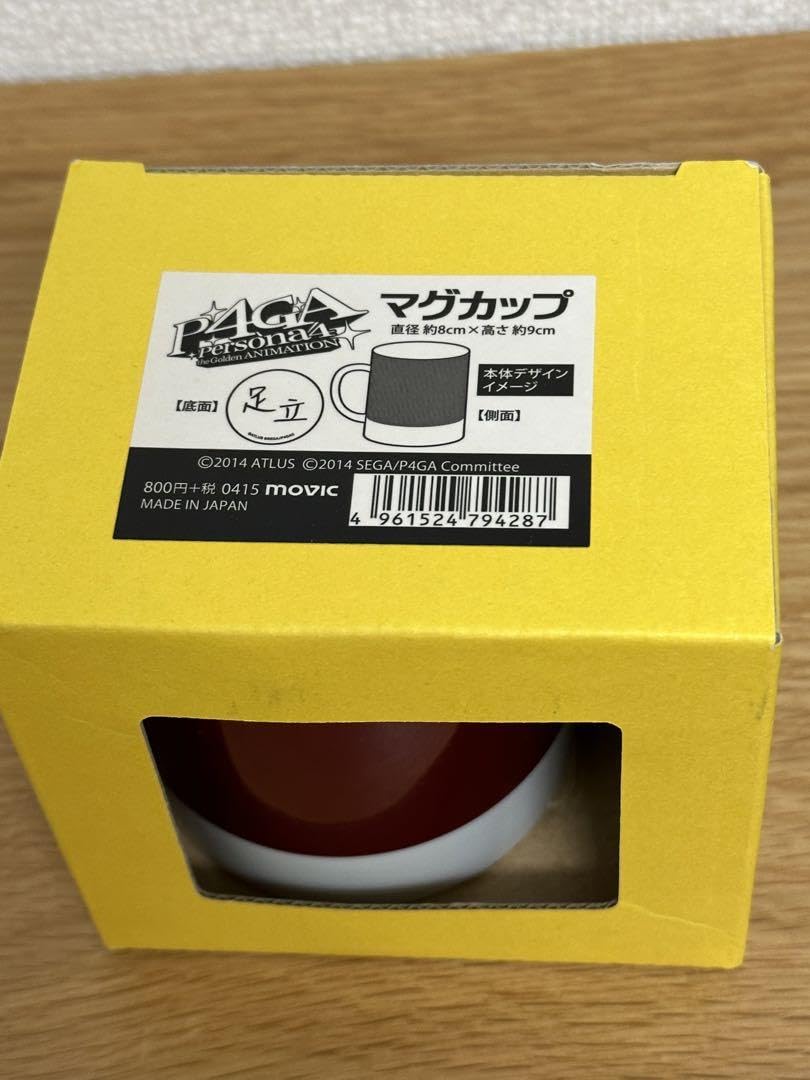 P4GA
Persona4
the Golden ANIMATION
マグカップ
直径 約8cm×高さ 約9cm
本体デザイン
イメージ
【底面】
足立
©ATLUS ©SEGA/P4GA
【側面】
©2014 ATLUS ©2014 SEGA/P4GA Committee
800円+税 0415 movic
MADE IN JAPAN
4 961524 794287